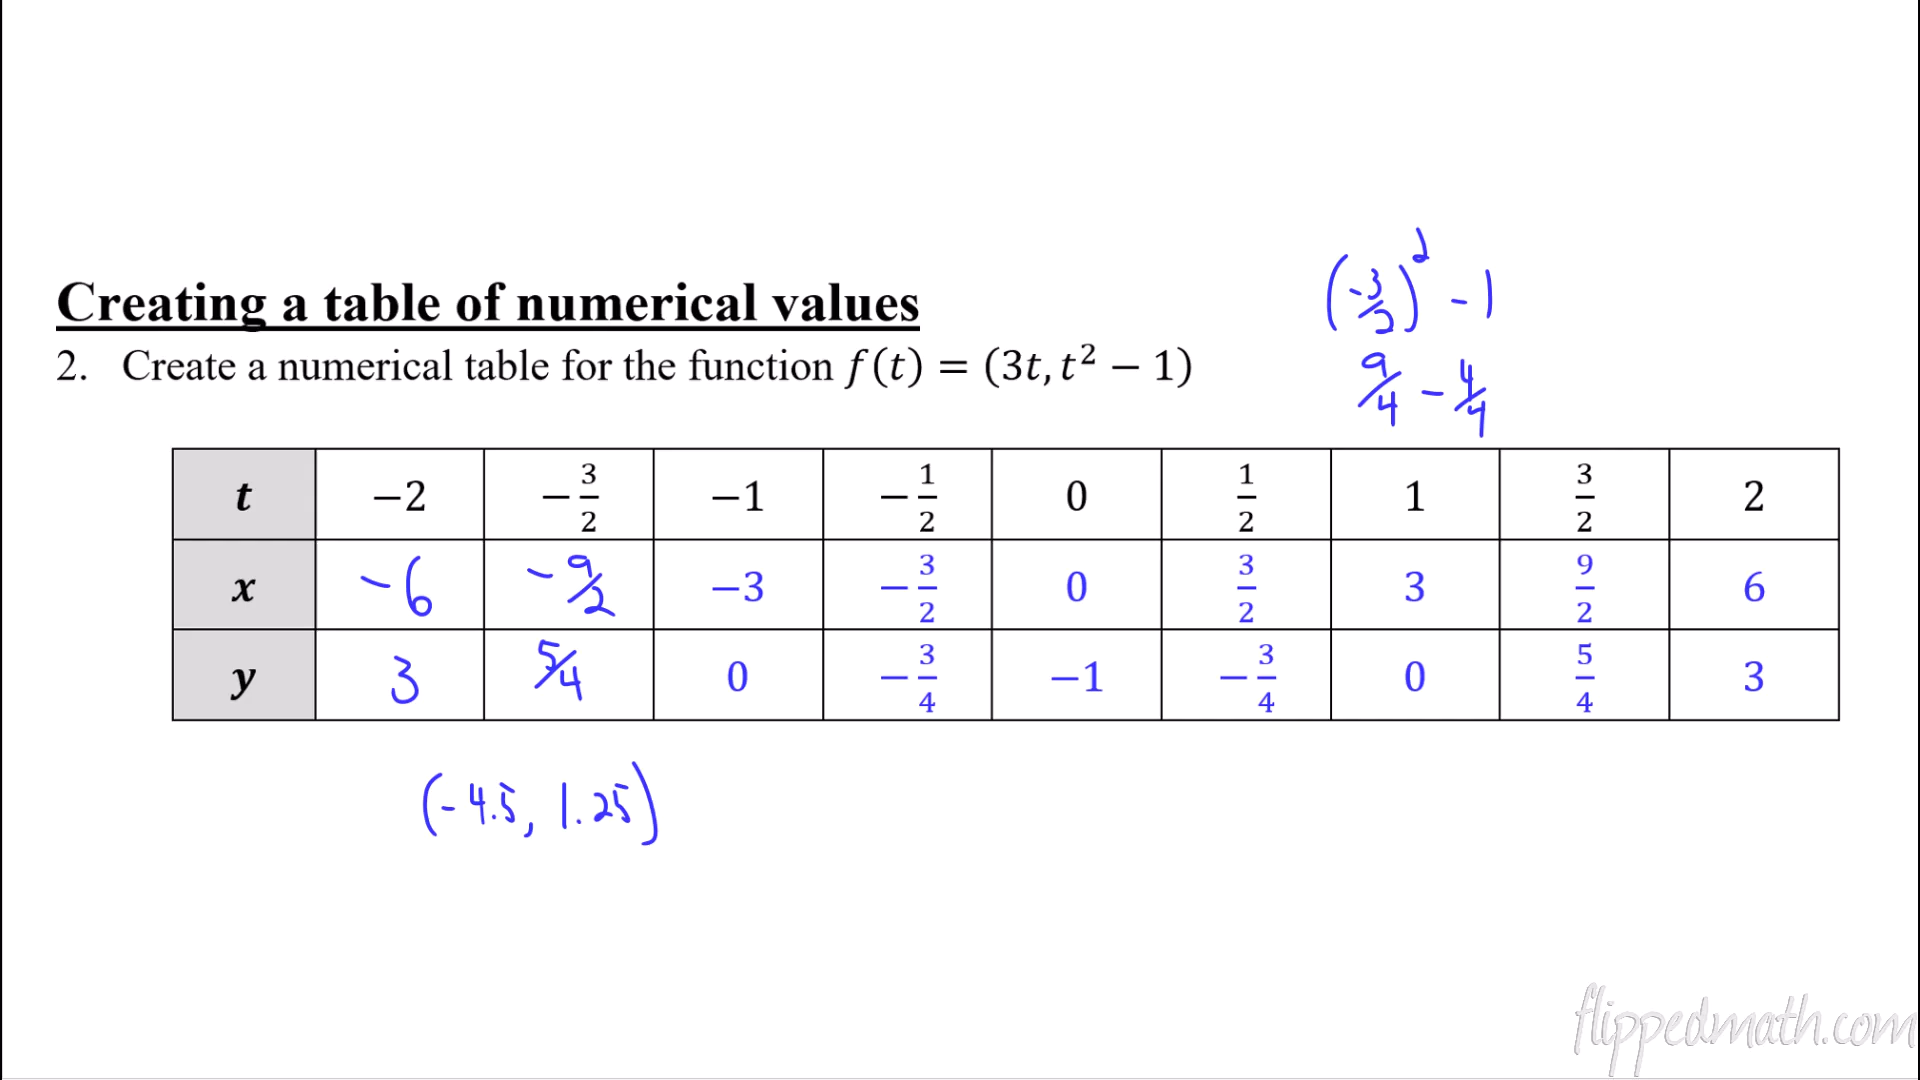 Creating a table of numerical values
2. Create a numerical table for the function f(t) = (3t, t² − 1)
(-3/2)² - 1
9/4 - 4/4
t −2 −3/2 −1 −1/2 0 1/2 1 3/2 2
x -6 -9/2 −3 −3/2 0 3/2 3 9/2 6
y 3 5/4 0 −3/4 −1 −3/4 0 5/4 3
(-4.5, 1.25)
flippedmath.com